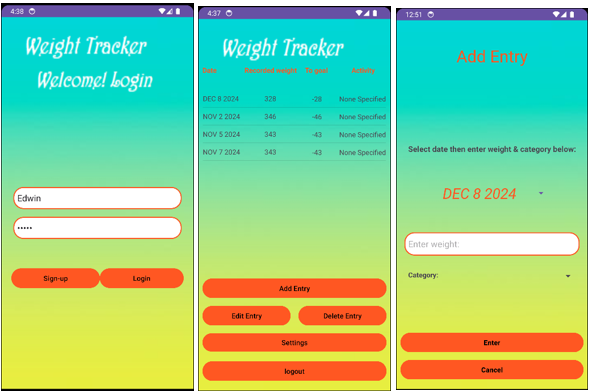 4:38
Weight Tracker
Welcome! Login
Edwin
•••••
Sign-up Login
4:37
Weight Tracker
Date Recorded weight To goal Activity
DEC 8 2024 328 -28 None Specified
NOV 2 2024 346 -46 None Specified
NOV 5 2024 343 -43 None Specified
NOV 7 2024 343 -43 None Specified
Add Entry
Edit Entry Delete Entry
Settings
logout
12:51
Add Entry
Select date then enter weight & category below:
DEC 8 2024
Enter weight:
Category:
Enter
Cancel